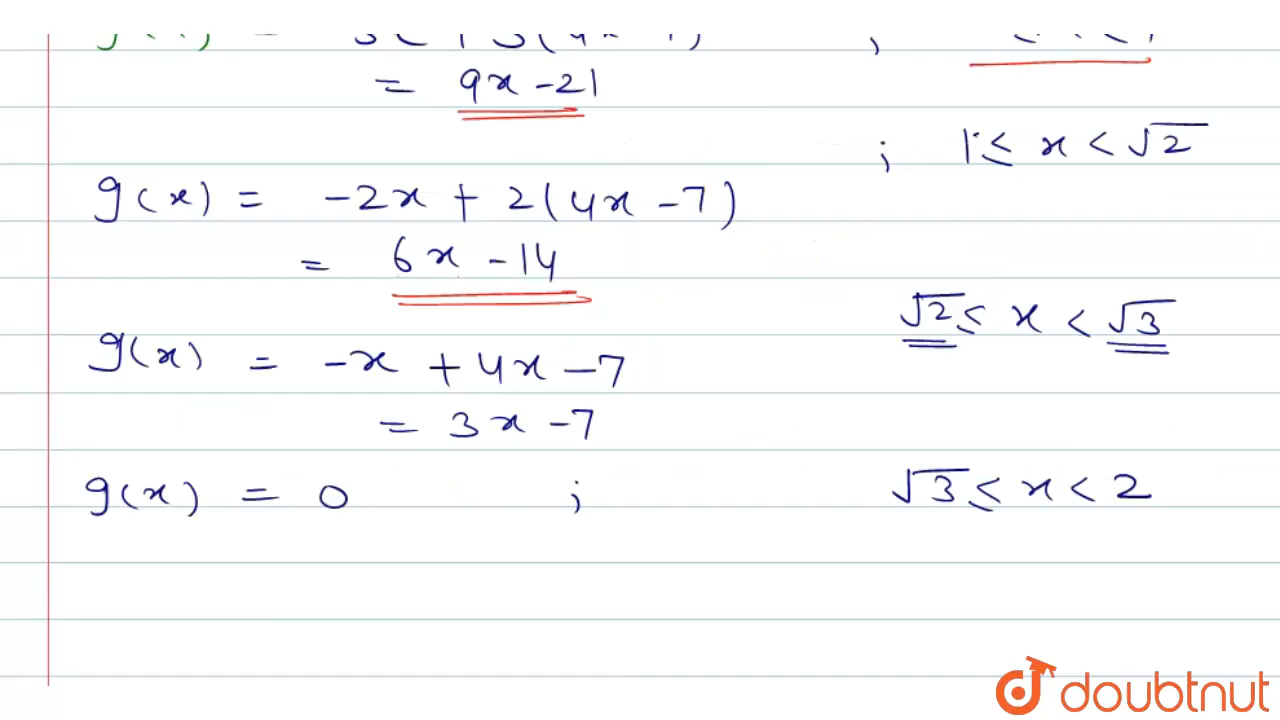 = 9x - 21
; 1 ≤ x < √2
g(x) = -2x + 2(4x - 7)
= 6x - 14
√2 ≤ x < √3
g(x) = -x + 4x - 7
= 3x - 7
g(x) = 0 ; √3 ≤ x < 2
doubtnut